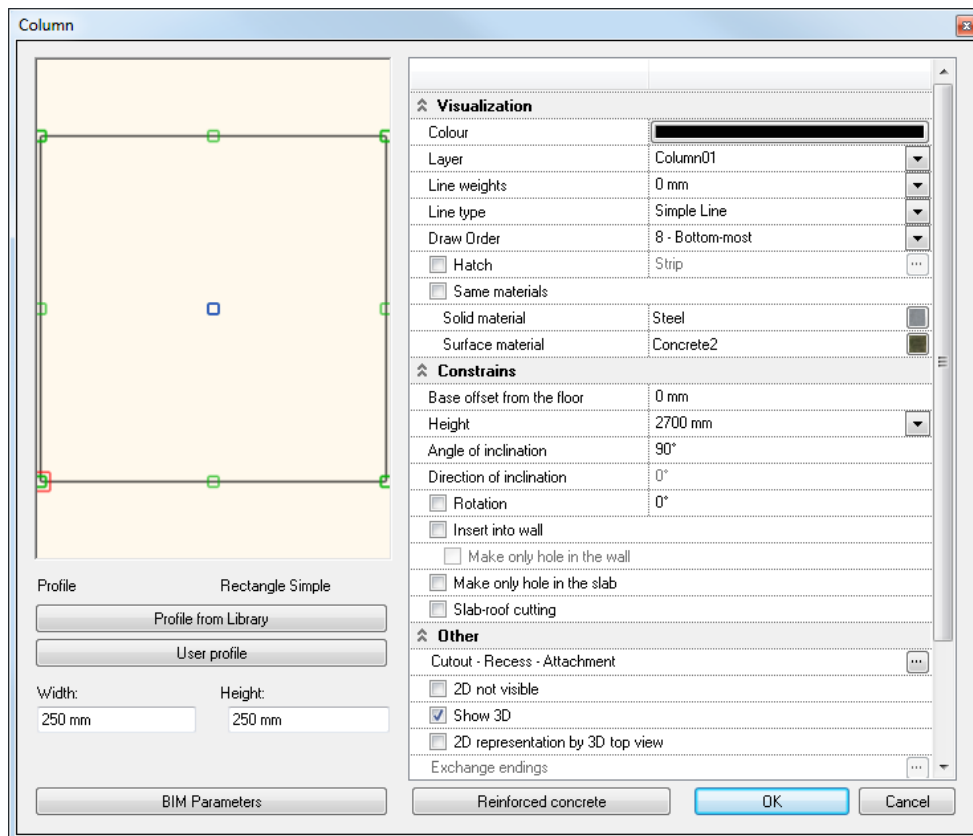 Column
Visualization
Colour
Layer Column01
Line weights 0 mm
Line type Simple Line
Draw Order 8 - Bottom-most
Hatch Strip
Same materials
Solid material Steel
Surface material Concrete2
Constrains
Base offset from the floor 0 mm
Height 2700 mm
Angle of inclination 90°
Direction of inclination 0°
Rotation 0°
Insert into wall
Make only hole in the wall
Make only hole in the slab
Slab-roof cutting
Other
Cutout - Recess - Attachment
2D not visible
Show 3D
2D representation by 3D top view
Exchange endings
Profile Rectangle Simple
Profile from Library
User profile
Width: Height:
250 mm 250 mm
BIM Parameters Reinforced concrete OK Cancel